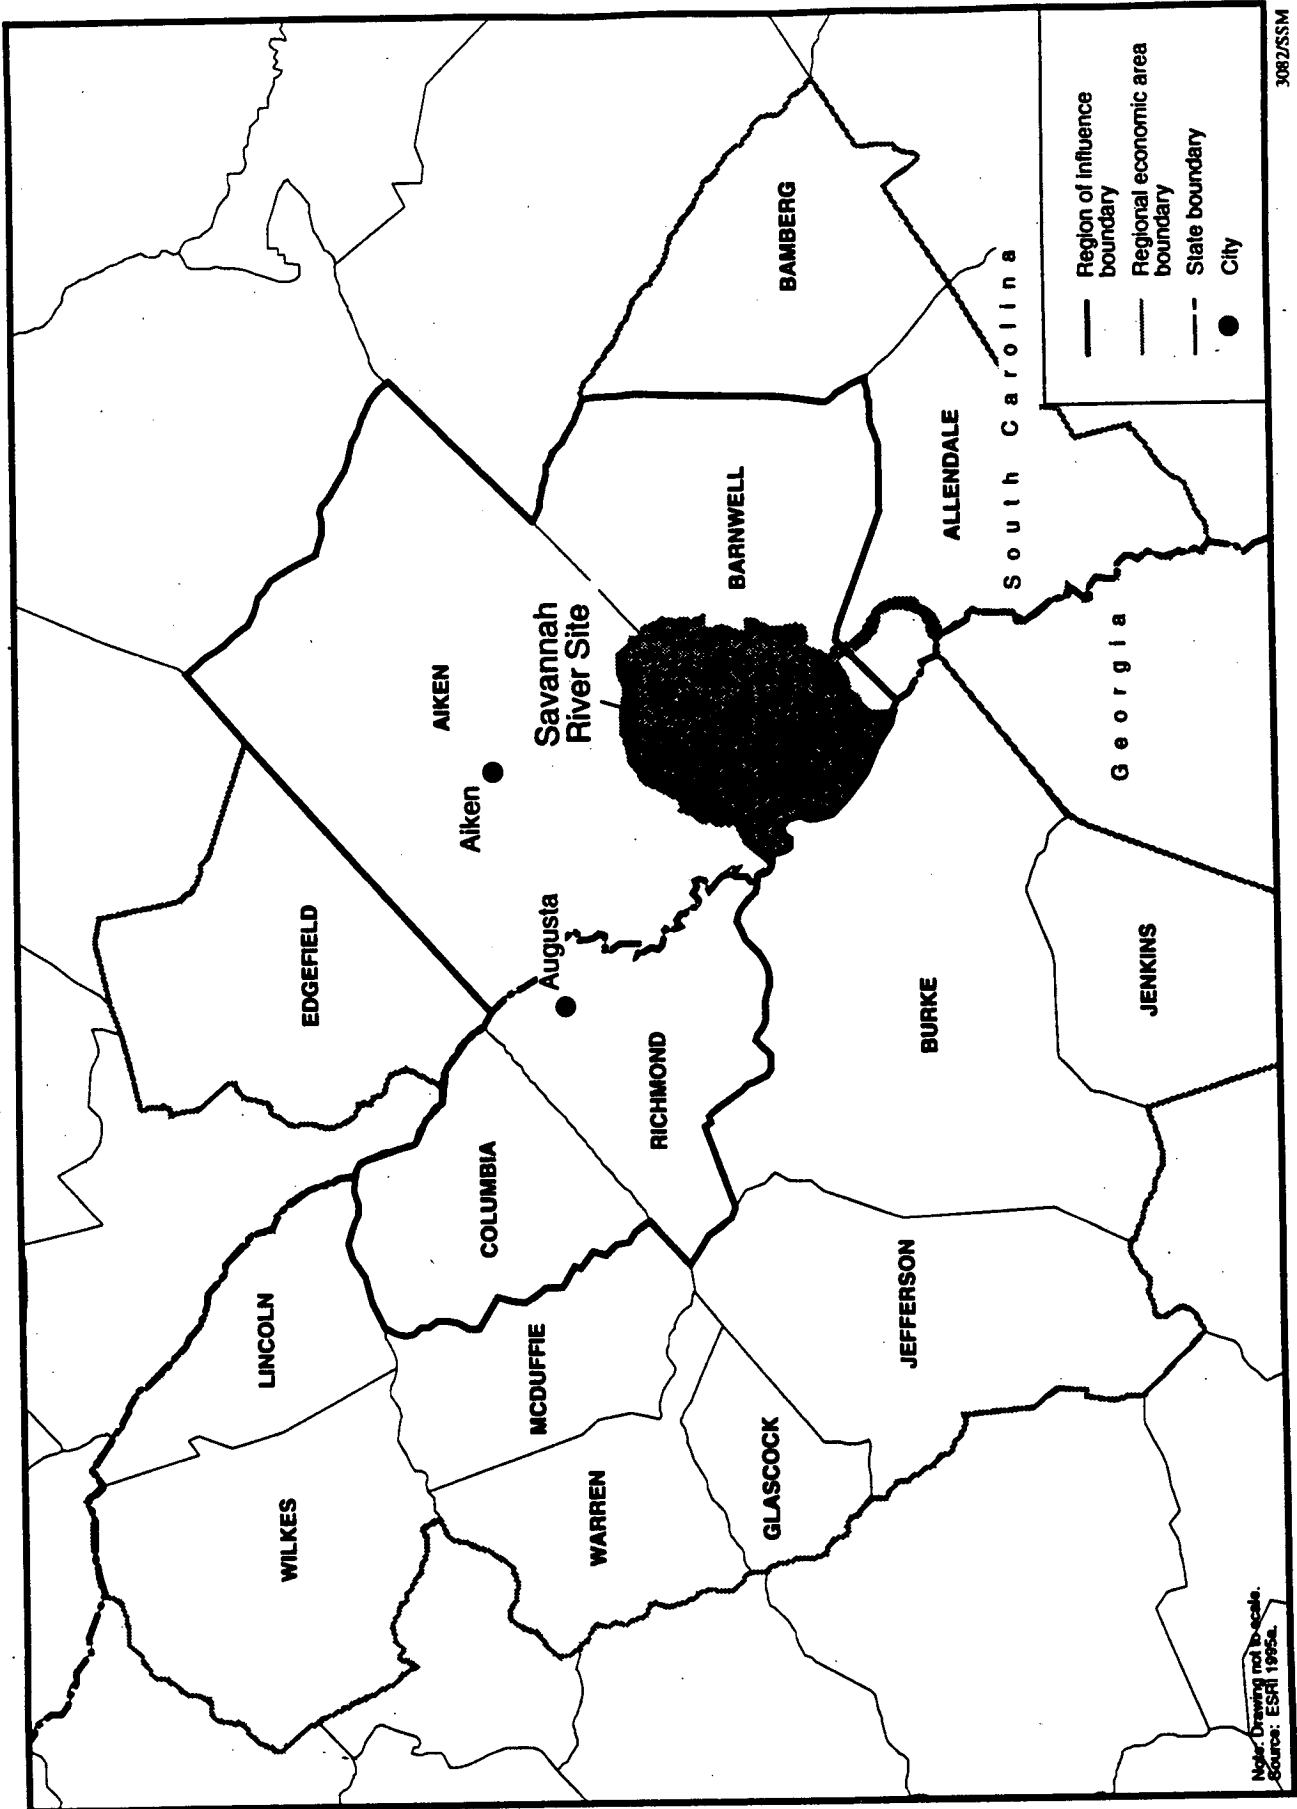 WILKES
LINCOLN
EDGEFIELD
COLUMBIA
MCDUFFIE
WARREN
GLASCOCK
JEFFERSON
RICHMOND
Augusta
Aiken
AIKEN
Savannah
River Site
BURKE
JENKINS
BARNWELL
BAMBERG
ALLENDALE
South Carolina
Georgia
Region of influence
boundary
Regional economic area
boundary
State boundary
City
Note: Drawing not to scale.
Source: ESRI 1995a.
3082/SSM